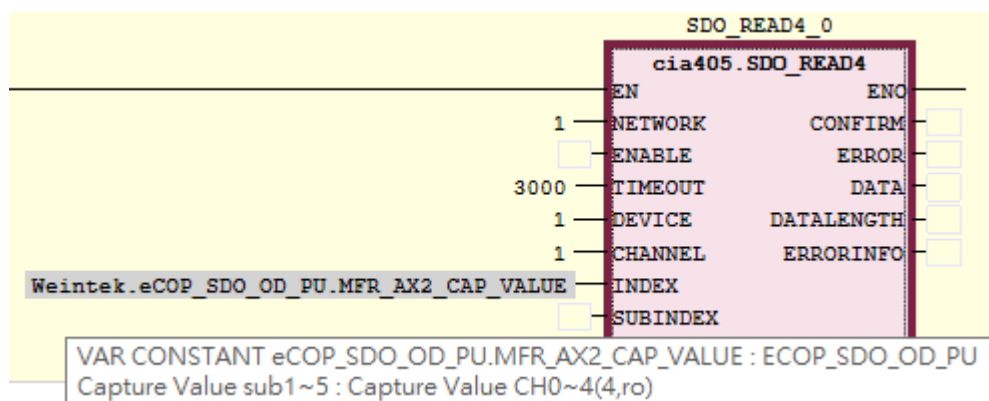 SDO_READ4_0
cia405.SDO_READ4
EN ENO
1 NETWORK CONFIRM
ENABLE ERROR
3000 TIMEOUT DATA
1 DEVICE DATALENGTH
1 CHANNEL ERRORINFO
Weintek.eCOP_SDO_OD_PU.MFR_AX2_CAP_VALUE INDEX
SUBINDEX
VAR CONSTANT eCOP_SDO_OD_PU.MFR_AX2_CAP_VALUE : ECOP_SDO_OD_PU
Capture Value sub1~5 : Capture Value CH0~4(4,ro)